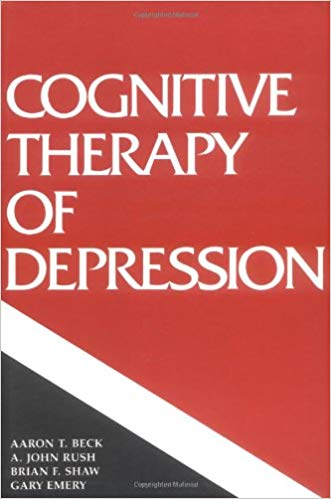 COGNITIVE
THERAPY
OF
DEPRESSION
AARON T. BECK
A. JOHN RUSH
BRIAN F. SHAW
GARY EMERY